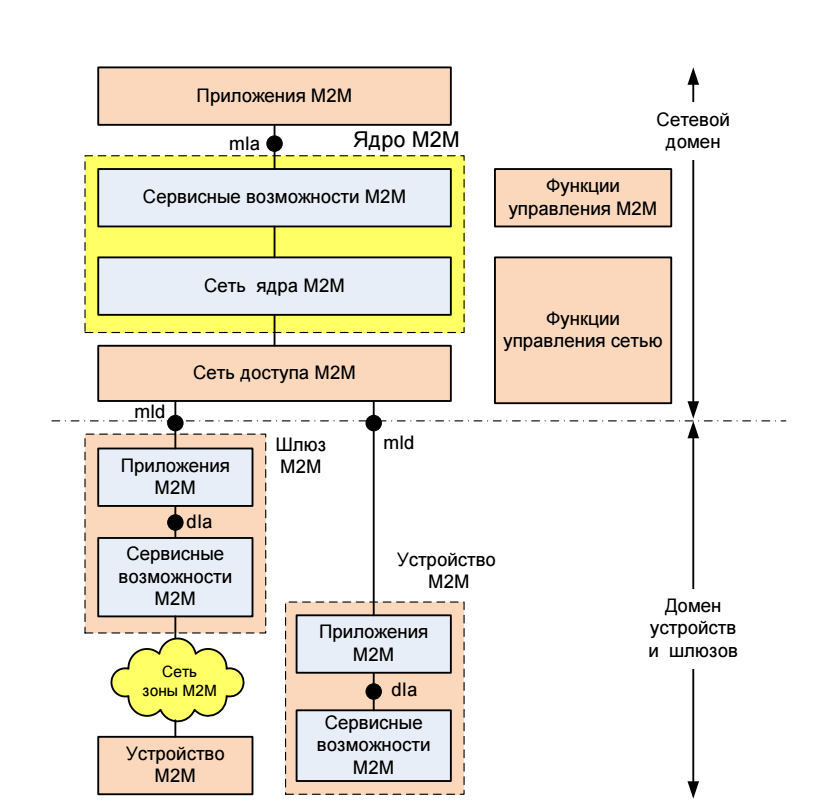 Приложения M2M
mIa
Ядро M2M
Сетевой
домен
Сервисные возможности M2M
Функции
управления M2M
Сеть ядра M2M
Функции
управления сетью
Сеть доступа M2M
mId
mId
Шлюз
M2M
Приложения
M2M
dIa
Сервисные
возможности
M2M
Устройство
M2M
Домен
устройств
и шлюзов
Приложения
M2M
Сеть
зоны M2M
dIa
Сервисные
возможности
M2M
Устройство
M2M